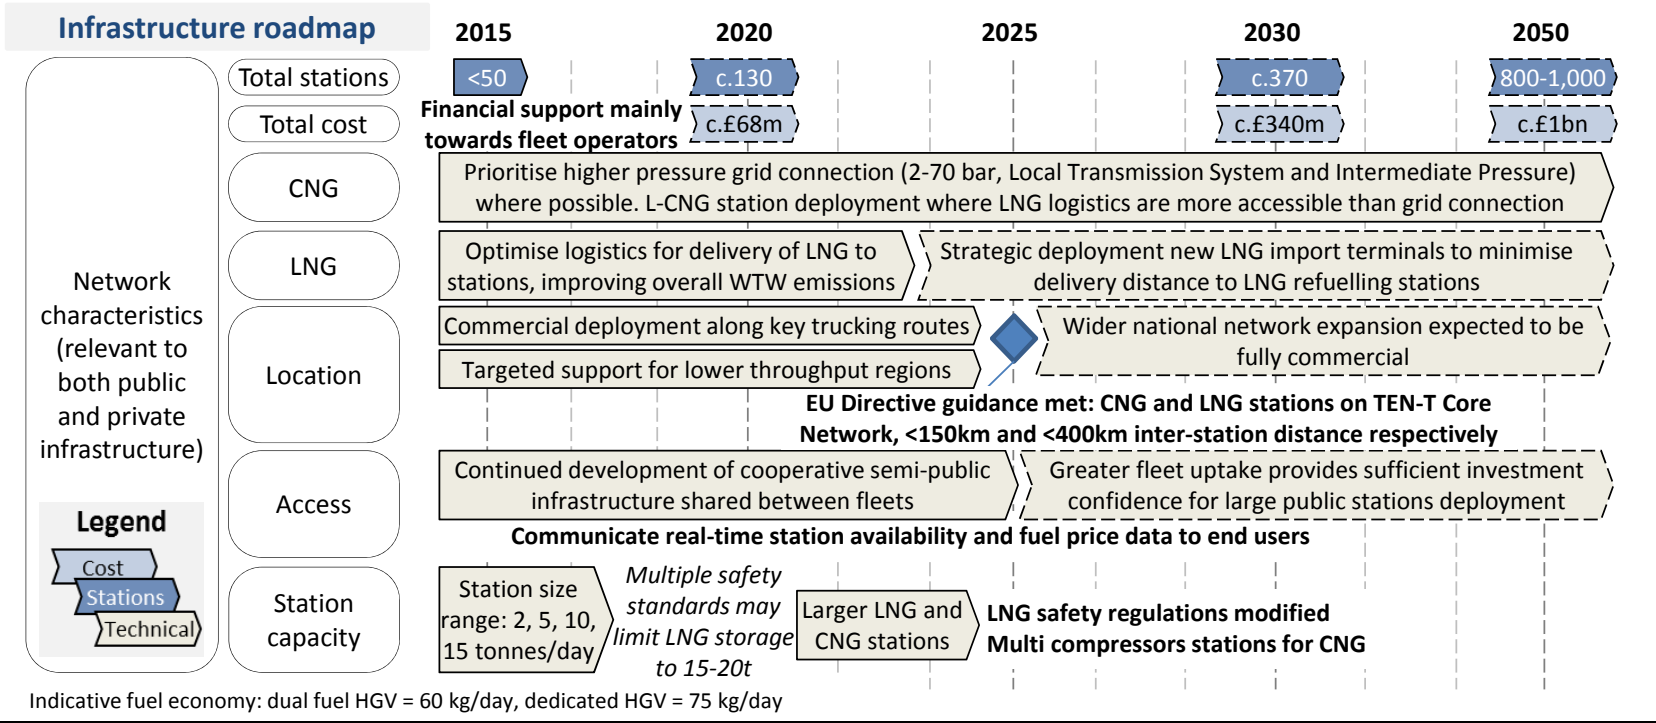 Infrastructure roadmap
2015
2020
2025
2030
2050
Total stations
<50
c.130
c.370
800-1,000
Total cost
Financial support mainly
towards fleet operators
c.£68m
c.£340m
c.£1bn
Network
characteristics
(relevant to
both public
and private
infrastructure)
CNG
Prioritise higher pressure grid connection (2-70 bar, Local Transmission System and Intermediate Pressure)
where possible. L-CNG station deployment where LNG logistics are more accessible than grid connection
LNG
Optimise logistics for delivery of LNG to
stations, improving overall WTW emissions
Strategic deployment new LNG import terminals to minimise
delivery distance to LNG refuelling stations
Location
Commercial deployment along key trucking routes
Targeted support for lower throughput regions
Wider national network expansion expected to be
fully commercial
EU Directive guidance met: CNG and LNG stations on TEN-T Core
Network, <150km and <400km inter-station distance respectively
Access
Continued development of cooperative semi-public
infrastructure shared between fleets
Greater fleet uptake provides sufficient investment
confidence for large public stations deployment
Communicate real-time station availability and fuel price data to end users
Station
capacity
Station size
range: 2, 5, 10,
15 tonnes/day
Multiple safety
standards may
limit LNG storage
to 15-20t
Larger LNG and
CNG stations
LNG safety regulations modified
Multi compressors stations for CNG
Legend
Cost
Stations
Technical
Indicative fuel economy: dual fuel HGV = 60 kg/day, dedicated HGV = 75 kg/day